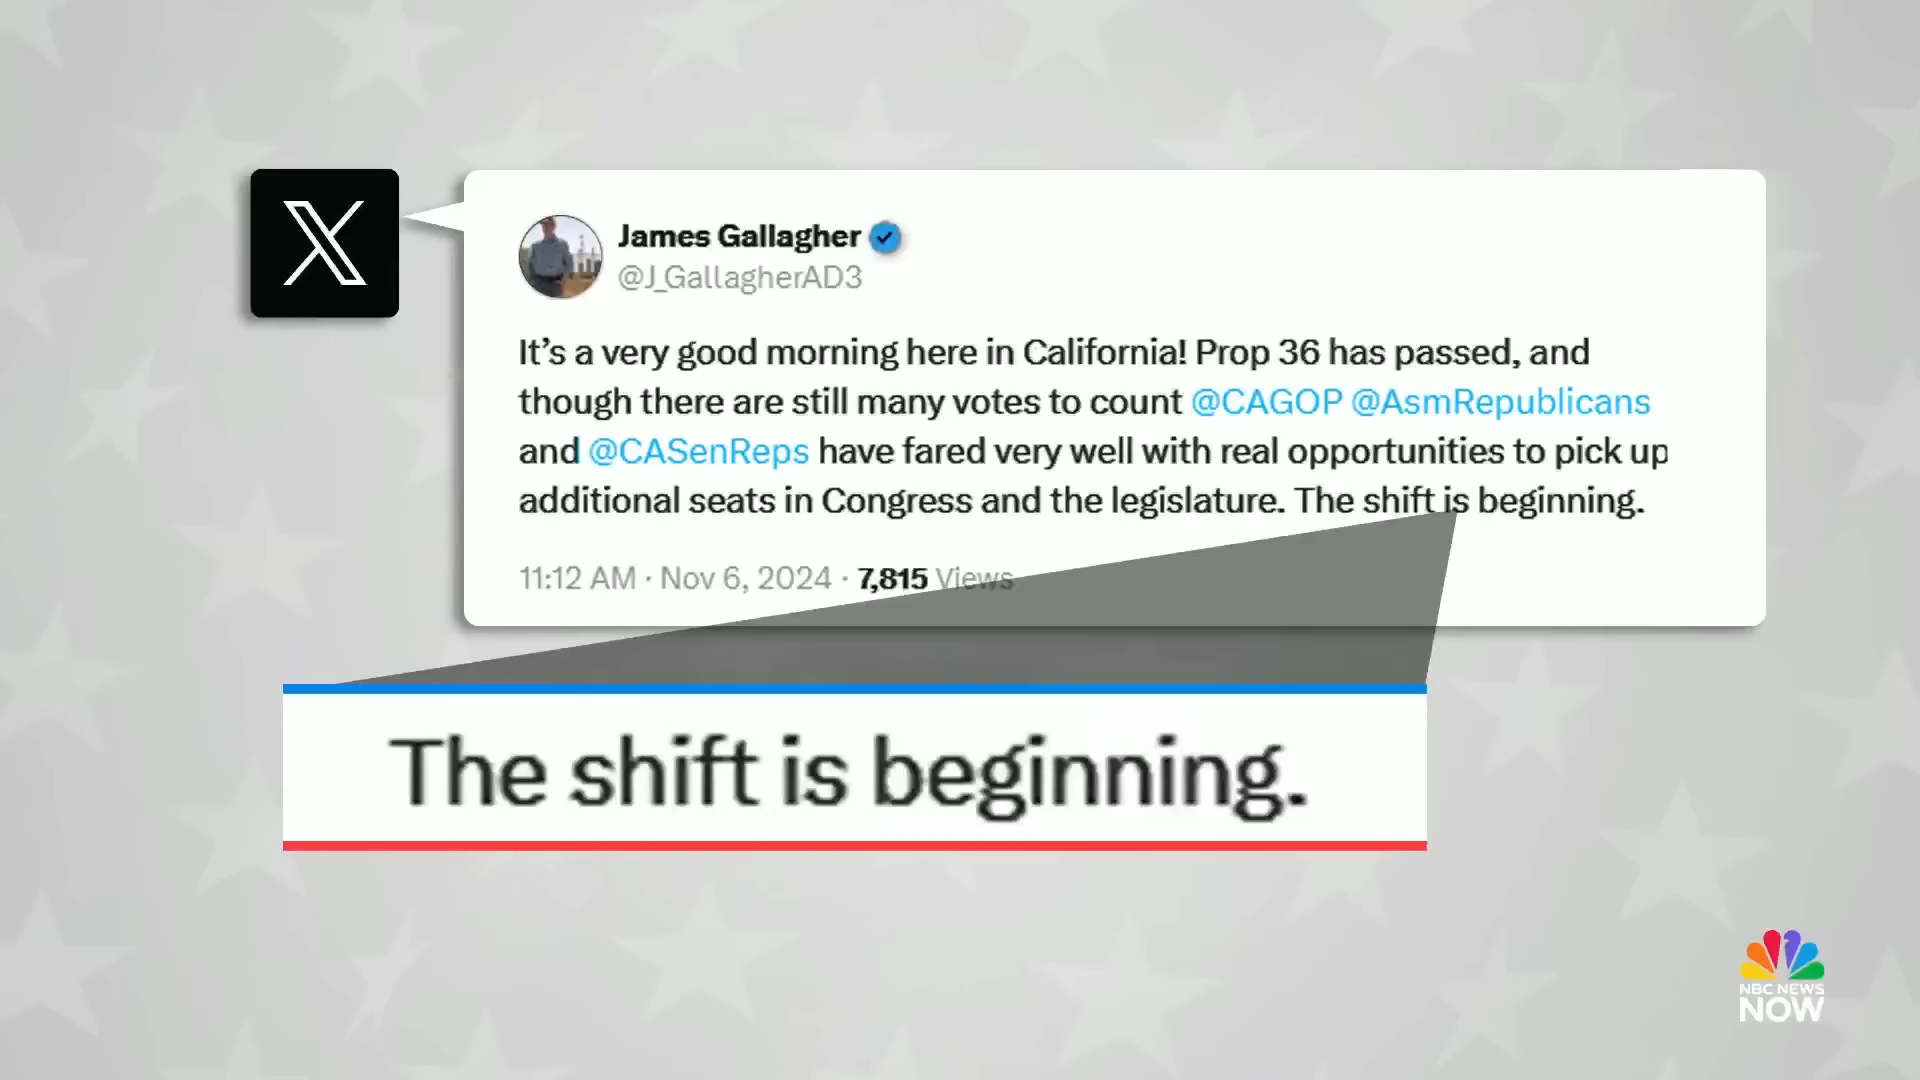 James Gallagher
@J_GallagherAD3
It’s a very good morning here in California! Prop 36 has passed, and
though there are still many votes to count @CAGOP @AsmRepublicans
and @CASenReps have fared very well with real opportunities to pick up
additional seats in Congress and the legislature. The shift is beginning.
11:12 AM · Nov 6, 2024 · 7,815 Views
The shift is beginning.
NBC NEWS
NOW